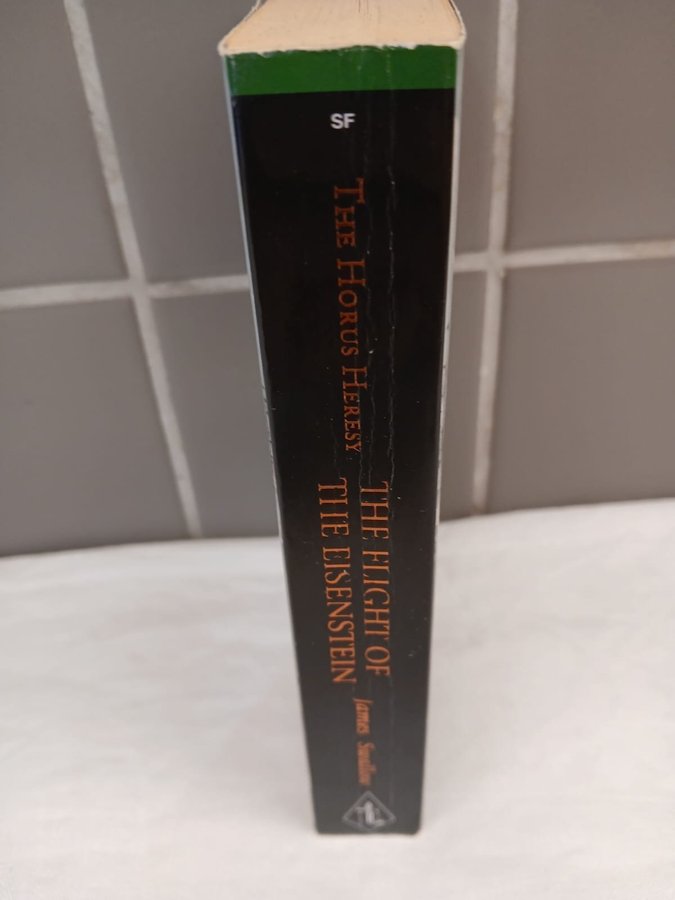 SF
THE HORUS HERESY
THE FLIGHT OF
THE EISENSTEIN
James Swallow